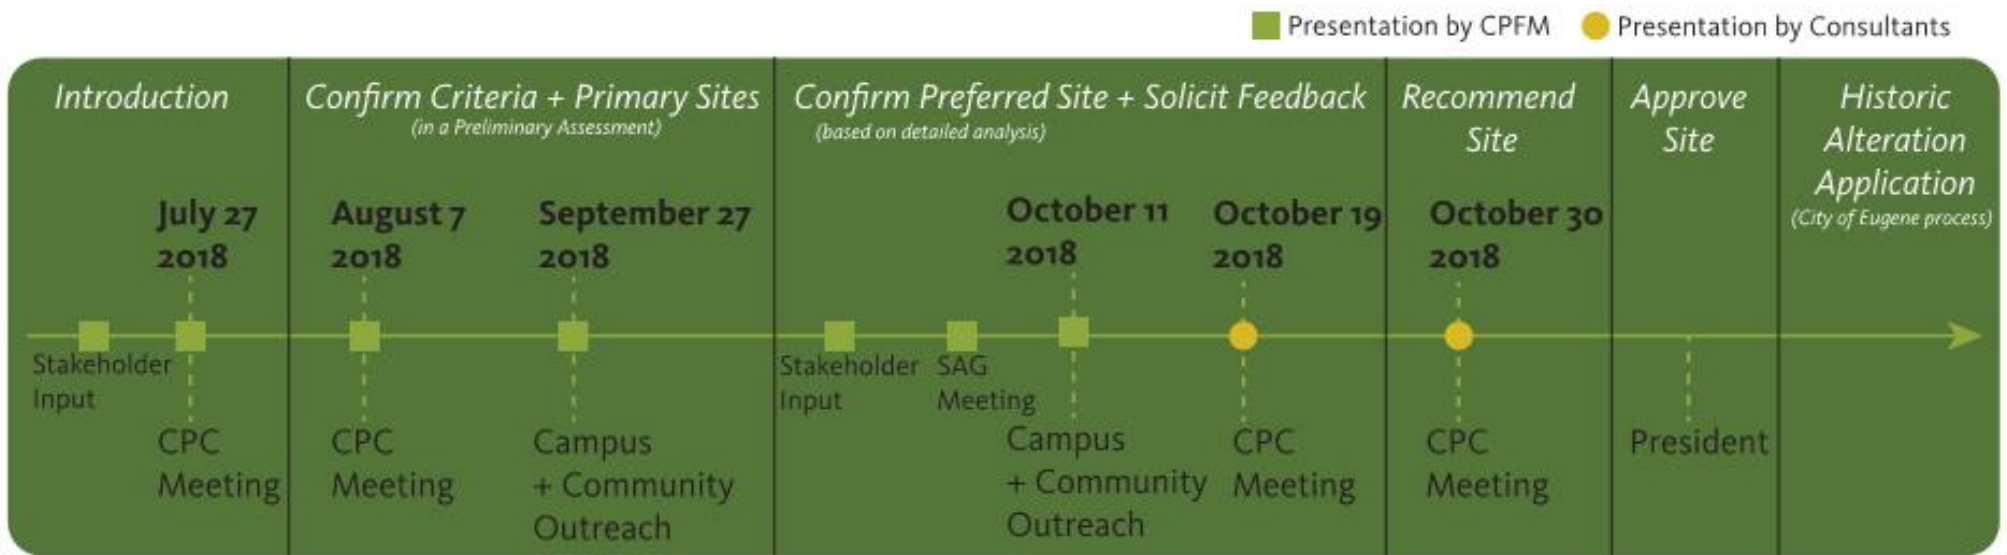 Presentation by CPFM
Presentation by Consultants
Introduction
Confirm Criteria + Primary Sites
(in a Preliminary Assessment)
Confirm Preferred Site + Solicit Feedback
(based on detailed analysis)
Recommend
Site
Approve
Site
Historic
Alteration
Application
(City of Eugene process)
July 27
2018
August 7
2018
September 27
2018
October 11
2018
October 19
2018
October 30
2018
Stakeholder
Input
CPC
Meeting
CPC
Meeting
Campus
+ Community
Outreach
Stakeholder
Input
SAG
Meeting
Campus
+ Community
Outreach
CPC
Meeting
CPC
Meeting
President